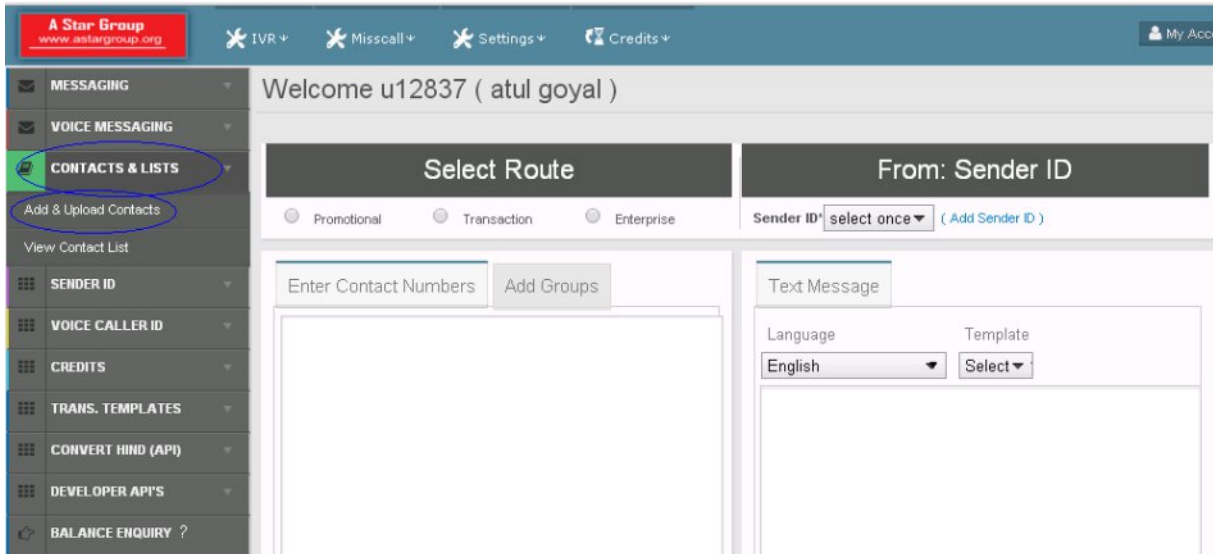 A Star Group
www.astargroup.org
IVR Misscall Settings Credits
My Acc
MESSAGING
VOICE MESSAGING
CONTACTS & LISTS
Add & Upload Contacts
View Contact List
SENDER ID
VOICE CALLER ID
CREDITS
TRANS. TEMPLATES
CONVERT HIND (API)
DEVELOPER API'S
BALANCE ENQUIRY ?
Welcome u12837 ( atul goyal )
Select Route
Promotional Transaction Enterprise
From: Sender ID
Sender ID* select once ( Add Sender ID )
Enter Contact Numbers Add Groups
Text Message
Language Template
English Select